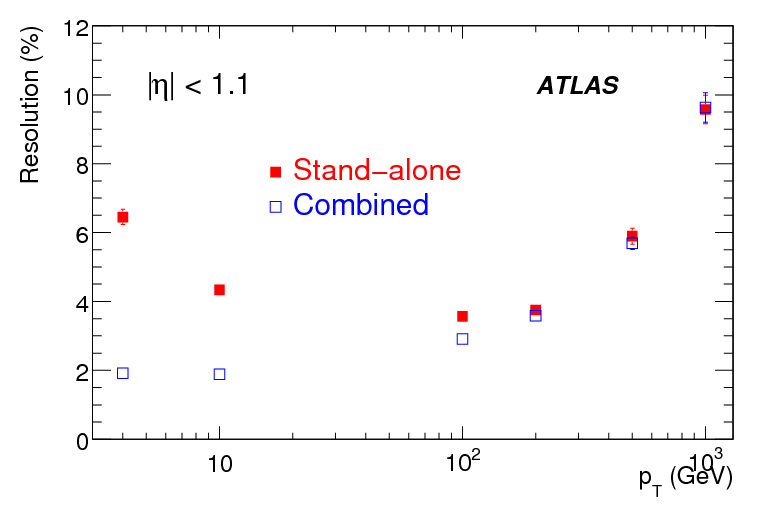 12
10
8
6
4
2
0
Resolution (%)
|η| < 1.1
ATLAS
Stand−alone
Combined
10
10²
10³
p_T (GeV)